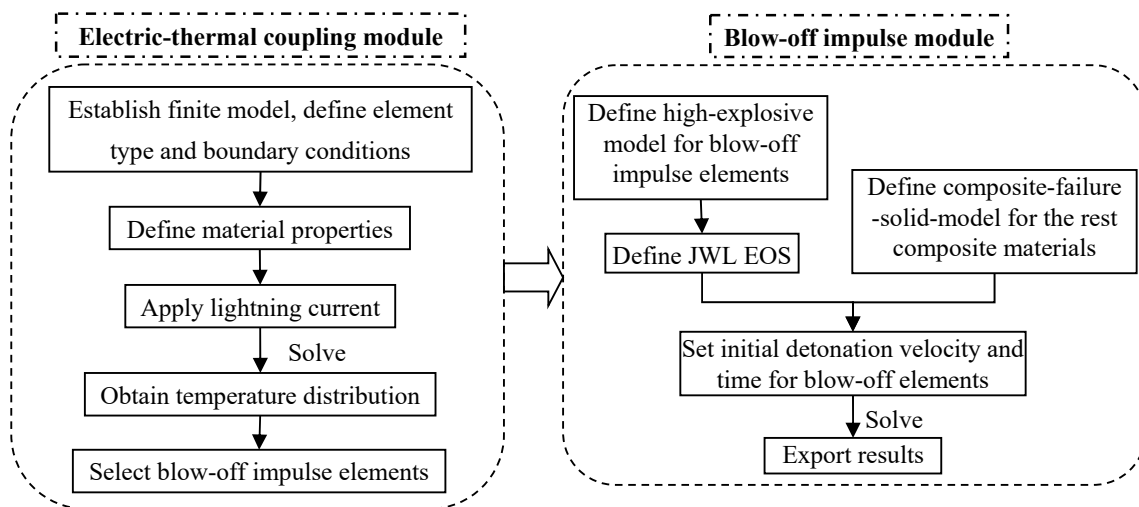 Electric-thermal coupling module
Establish finite model, define element
type and boundary conditions
Define material properties
Apply lightning current
Solve
Obtain temperature distribution
Select blow-off impulse elements
Blow-off impulse module
Define high-explosive
model for blow-off
impulse elements
Define JWL EOS
Define composite-failure
-solid-model for the rest
composite materials
Set initial detonation velocity and
time for blow-off elements
Solve
Export results